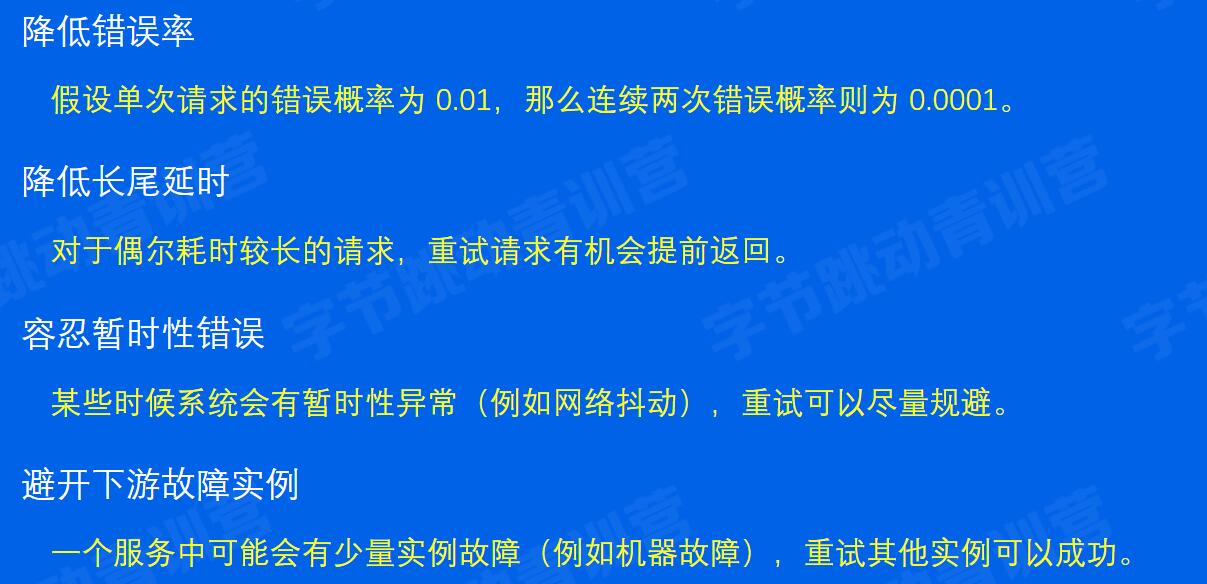 降低错误率
假设单次请求的错误概率为 0.01，那么连续两次错误概率则为 0.0001。
降低长尾延时
对于偶尔耗时较长的请求，重试请求有机会提前返回。
容忍暂时性错误
某些时候系统会有暂时性异常（例如网络抖动），重试可以尽量规避。
避开下游故障实例
一个服务中可能会有少量实例故障（例如机器故障），重试其他实例可以成功。
字节跳动青训营
字节跳动青训营